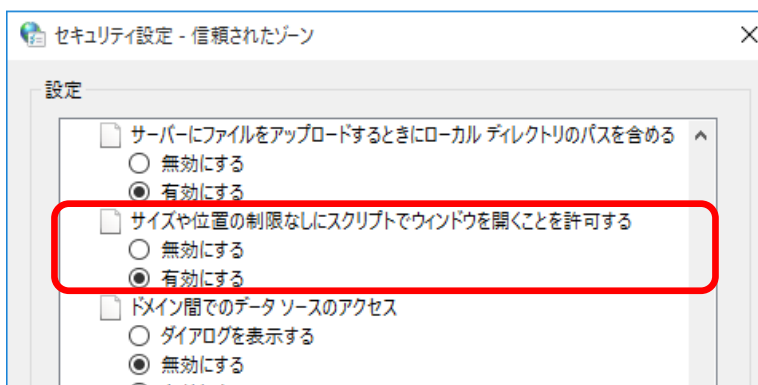 セキュリティ設定 - 信頼されたゾーン
設定
サーバーにファイルをアップロードするときにローカル ディレクトリのパスを含める
無効にする
有効にする
サイズや位置の制限なしにスクリプトでウィンドウを開くことを許可する
無効にする
有効にする
ドメイン間でのデータ ソースのアクセス
ダイアログを表示する
無効にする